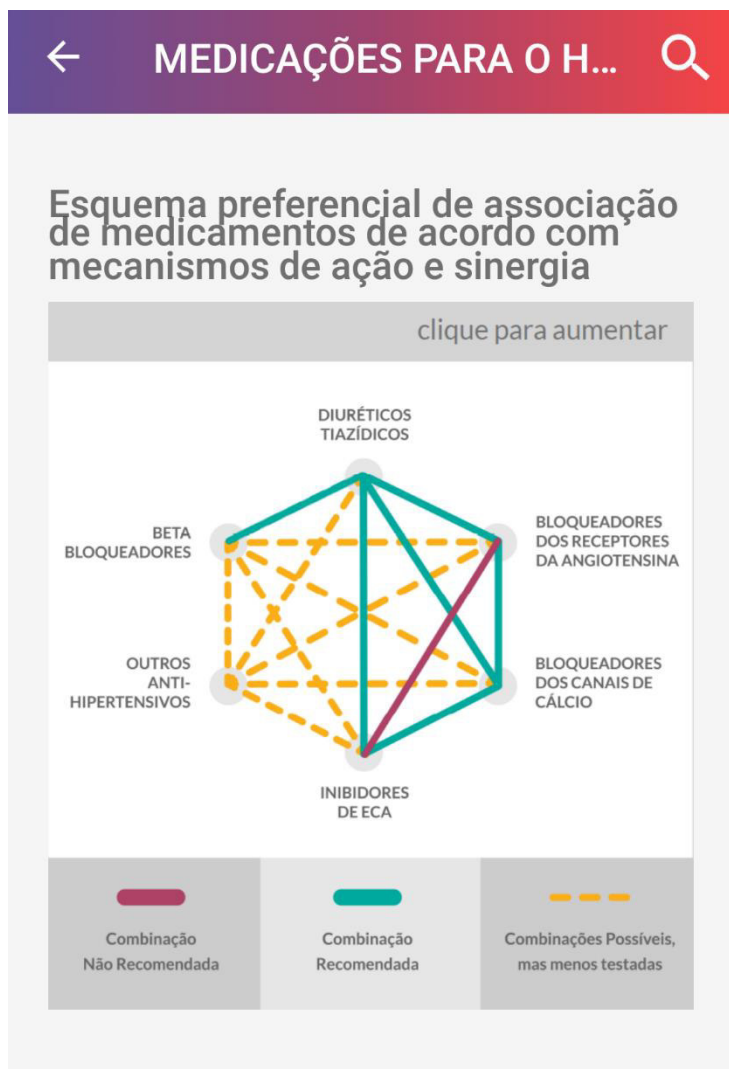 MEDICAÇÕES PARA O H...
Esquema preferencial de associação
de medicamentos de acordo com
mecanismos de ação e sinergia
clique para aumentar
DIURÉTICOS
TIAZÍDICOS
BETA
BLOQUEADORES
BLOQUEADORES
DOS RECEPTORES
DA ANGIOTENSINA
OUTROS
ANTI-
HIPERTENSIVOS
BLOQUEADORES
DOS CANAIS DE
CÁLCIO
INIBIDORES
DE ECA
Combinação
Não Recomendada
Combinação
Recomendada
Combinações Possíveis,
mas menos testadas